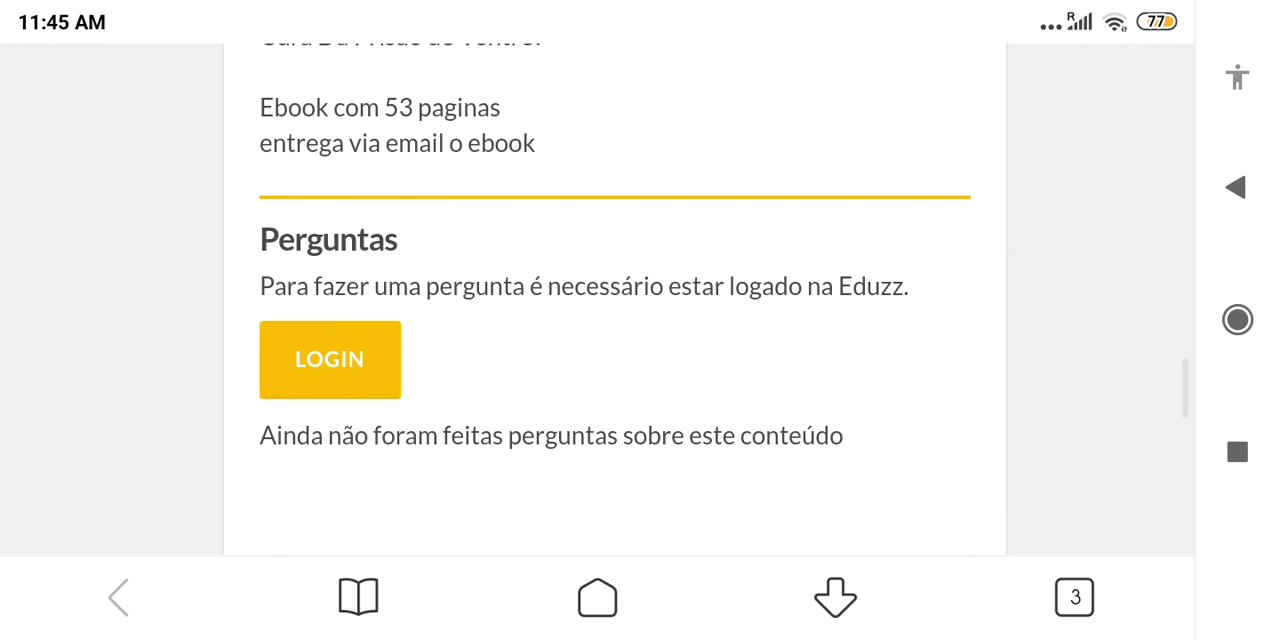 11:45 AM
R
77
Ebook com 53 paginas
entrega via email o ebook
Perguntas
Para fazer uma pergunta é necessário estar logado na Eduzz.
LOGIN
Ainda não foram feitas perguntas sobre este conteúdo
3